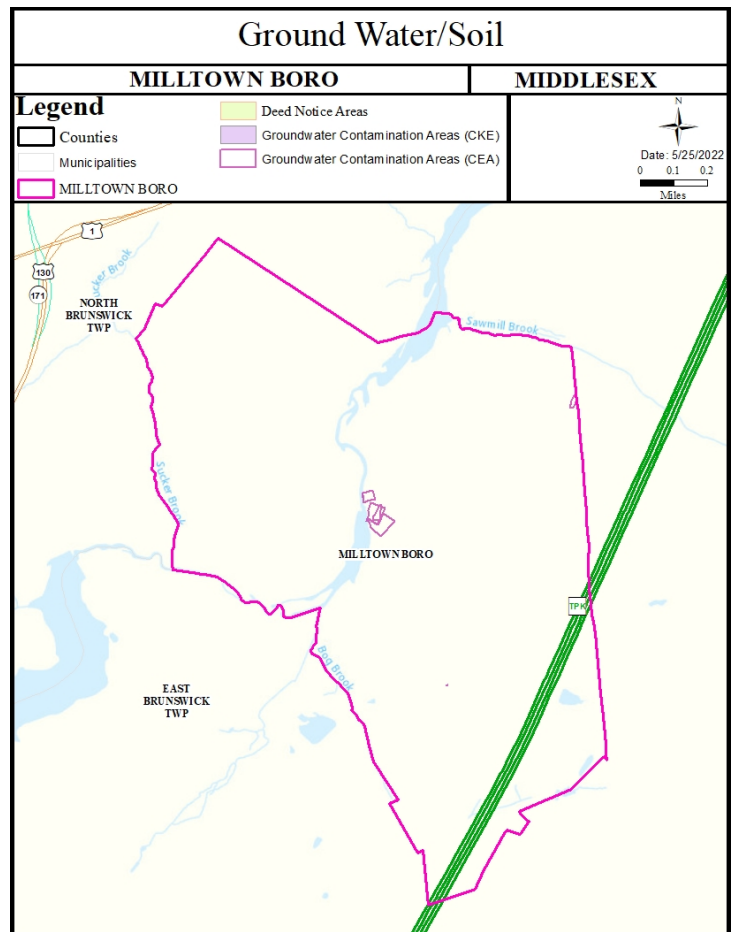 Ground Water/Soil
MILLTOWN BORO
MIDDLESEX
Legend
Counties
Municipalities
MILLTOWN BORO
Deed Notice Areas
Groundwater Contamination Areas (CKE)
Groundwater Contamination Areas (CEA)
N
Date: 5/25/2022
0 0.1 0.2
Miles
1
130
171
Sucker Brook
NORTH
BRUNSWICK
TWP
Sawmill Brook
Sucker Brook
MILLTOWN BORO
TPK
Bog Brook
EAST
BRUNSWICK
TWP